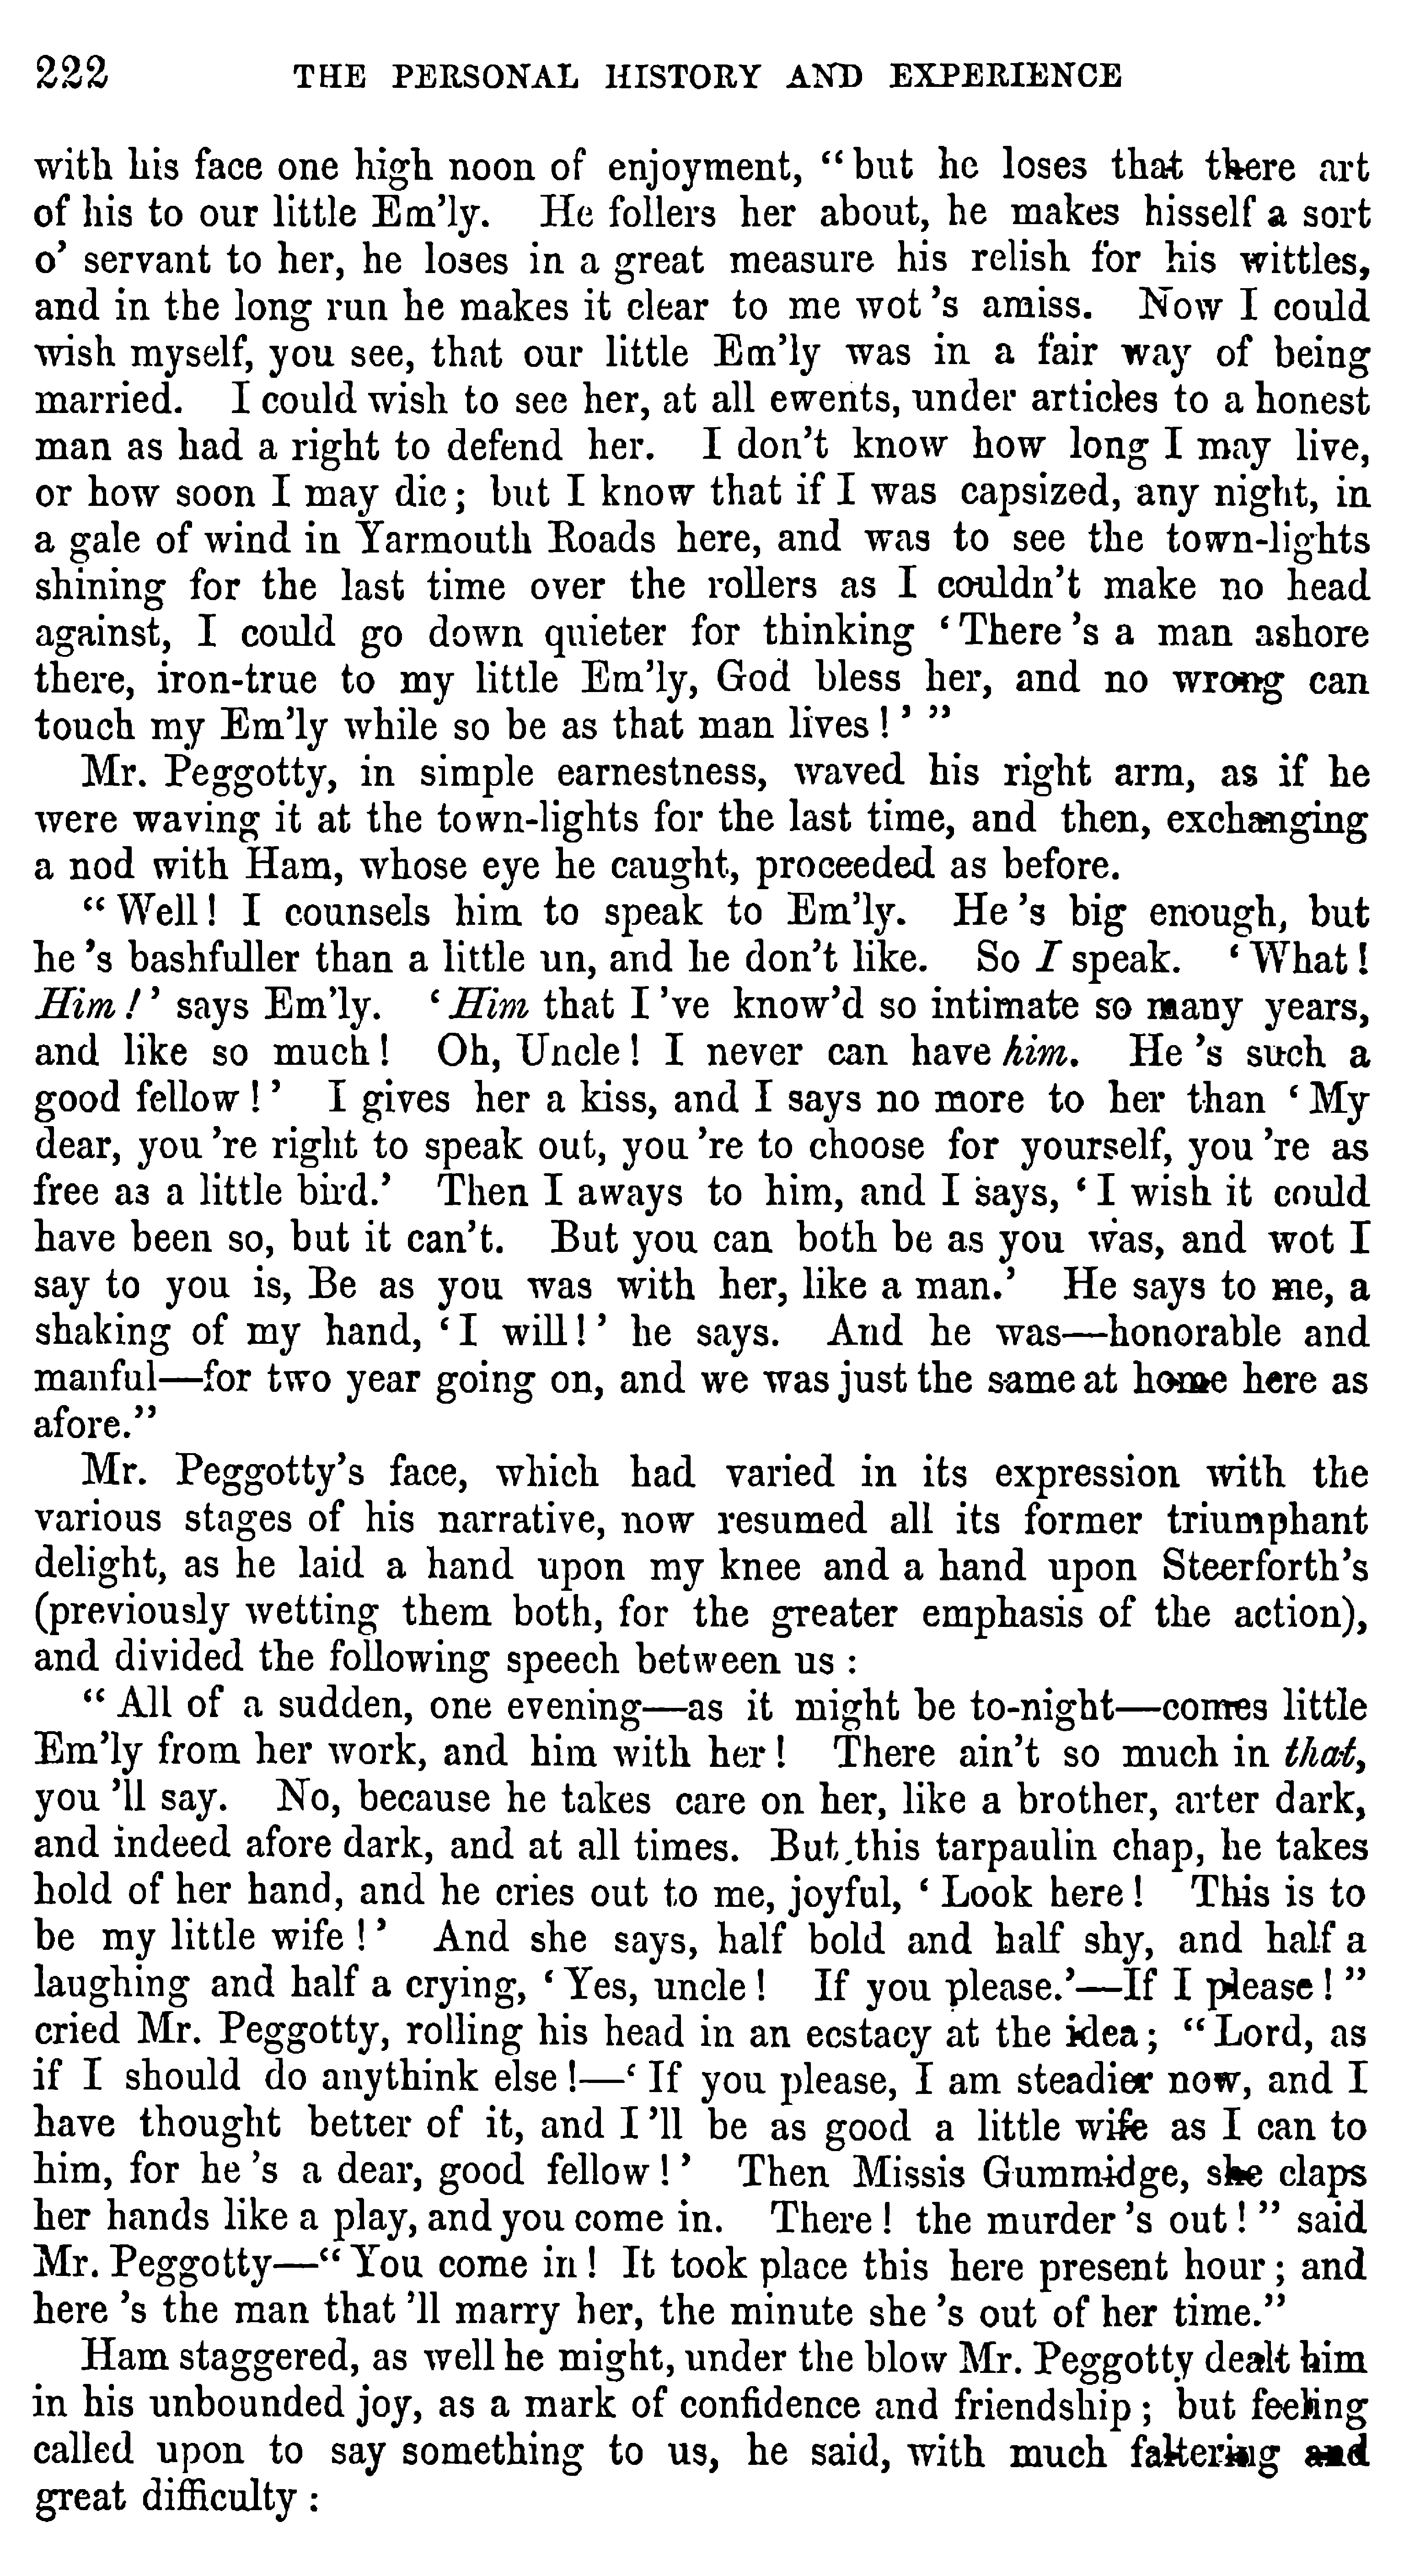 222 THE PERSONAL HISTORY AND EXPERIENCE
with his face one high noon of enjoyment, “but he loses that there art
of his to our little Em’ly. He follers her about, he makes hisself a sort
o’ servant to her, he loses in a great measure his relish for his wittles,
and in the long run he makes it clear to me wot ’s amiss. Now I could
wish myself, you see, that our little Em’ly was in a fair way of being
married. I could wish to see her, at all ewents, under articles to a honest
man as had a right to defend her. I don’t know how long I may live,
or how soon I may die; but I know that if I was capsized, any night, in
a gale of wind in Yarmouth Roads here, and was to see the town-lights
shining for the last time over the rollers as I couldn’t make no head
against, I could go down quieter for thinking ‘There ’s a man ashore
there, iron-true to my little Em’ly, God bless her, and no wrong can
touch my Em’ly while so be as that man lives!’ ”
Mr. Peggotty, in simple earnestness, waved his right arm, as if he
were waving it at the town-lights for the last time, and then, exchanging
a nod with Ham, whose eye he caught, proceeded as before.
“Well! I counsels him to speak to Em’ly. He ’s big enough, but
he ’s bashfuller than a little un, and he don’t like. So I speak. ‘What!
Him!’ says Em’ly. ‘Him that I ’ve know’d so intimate so many years,
and like so much! Oh, Uncle! I never can have him. He ’s such a
good fellow!’ I gives her a kiss, and I says no more to her than ‘My
dear, you ’re right to speak out, you ’re to choose for yourself, you ’re as
free as a little bird.’ Then I aways to him, and I says, ‘I wish it could
have been so, but it can’t. But you can both be as you was, and wot I
say to you is, Be as you was with her, like a man.’ He says to me, a
shaking of my hand, ‘I will!’ he says. And he was—honorable and
manful—for two year going on, and we was just the same at home here as
afore.”
Mr. Peggotty’s face, which had varied in its expression with the
various stages of his narrative, now resumed all its former triumphant
delight, as he laid a hand upon my knee and a hand upon Steerforth’s
(previously wetting them both, for the greater emphasis of the action),
and divided the following speech between us:
“All of a sudden, one evening—as it might be to-night—comes little
Em’ly from her work, and him with her! There ain’t so much in that,
you ’ll say. No, because he takes care on her, like a brother, arter dark,
and indeed afore dark, and at all times. But this tarpaulin chap, he takes
hold of her hand, and he cries out to me, joyful, ‘Look here! This is to
be my little wife!’ And she says, half bold and half shy, and half a
laughing and half a crying, ‘Yes, uncle! If you please.’—If I please!”
cried Mr. Peggotty, rolling his head in an ecstacy at the idea; “Lord, as
if I should do anythink else!—‘If you please, I am steadier now, and I
have thought better of it, and I ’ll be as good a little wife as I can to
him, for he ’s a dear, good fellow!’ Then Missis Gummidge, she claps
her hands like a play, and you come in. There! the murder ’s out!” said
Mr. Peggotty—“You come in! It took place this here present hour; and
here ’s the man that ’ll marry her, the minute she ’s out of her time.”
Ham staggered, as well he might, under the blow Mr. Peggotty dealt him
in his unbounded joy, as a mark of confidence and friendship; but feeling
called upon to say something to us, he said, with much faltering and
great difficulty: